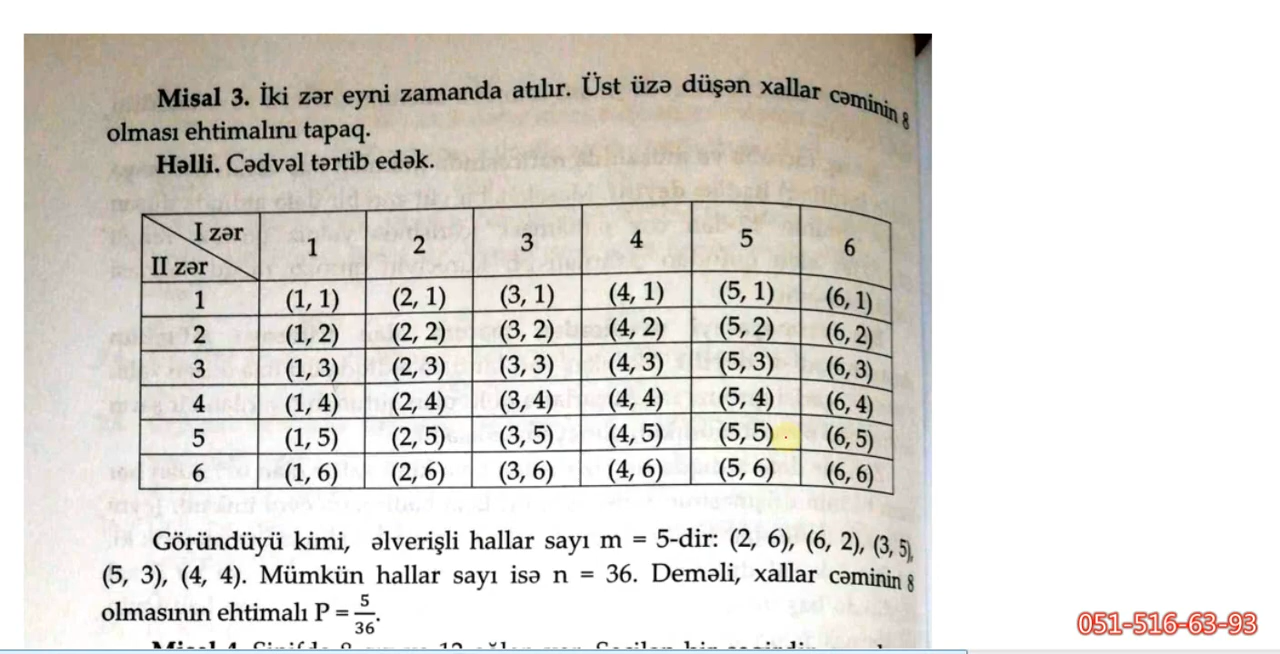 Misal 3. İki zər eyni zamanda atılır. Üst üzə düşən xallar cəminin 8
olması ehtimalını tapaq.
Həlli. Cədvəl tərtib edək.
I zər 1 2 3 4 5 6
II zər
1 (1, 1) (2, 1) (3, 1) (4, 1) (5, 1) (6, 1)
2 (1, 2) (2, 2) (3, 2) (4, 2) (5, 2) (6, 2)
3 (1, 3) (2, 3) (3, 3) (4, 3) (5, 3) (6, 3)
4 (1, 4) (2, 4) (3, 4) (4, 4) (5, 4) (6, 4)
5 (1, 5) (2, 5) (3, 5) (4, 5) (5, 5) (6, 5)
6 (1, 6) (2, 6) (3, 6) (4, 6) (5, 6) (6, 6)
Göründüyü kimi, əlverişli hallar sayı m = 5-dir: (2, 6), (6, 2), (3, 5),
(5, 3), (4, 4). Mümkün hallar sayı isə n = 36. Deməli, xallar cəminin 8
olmasının ehtimalı P = 5/36.
051-516-63-93